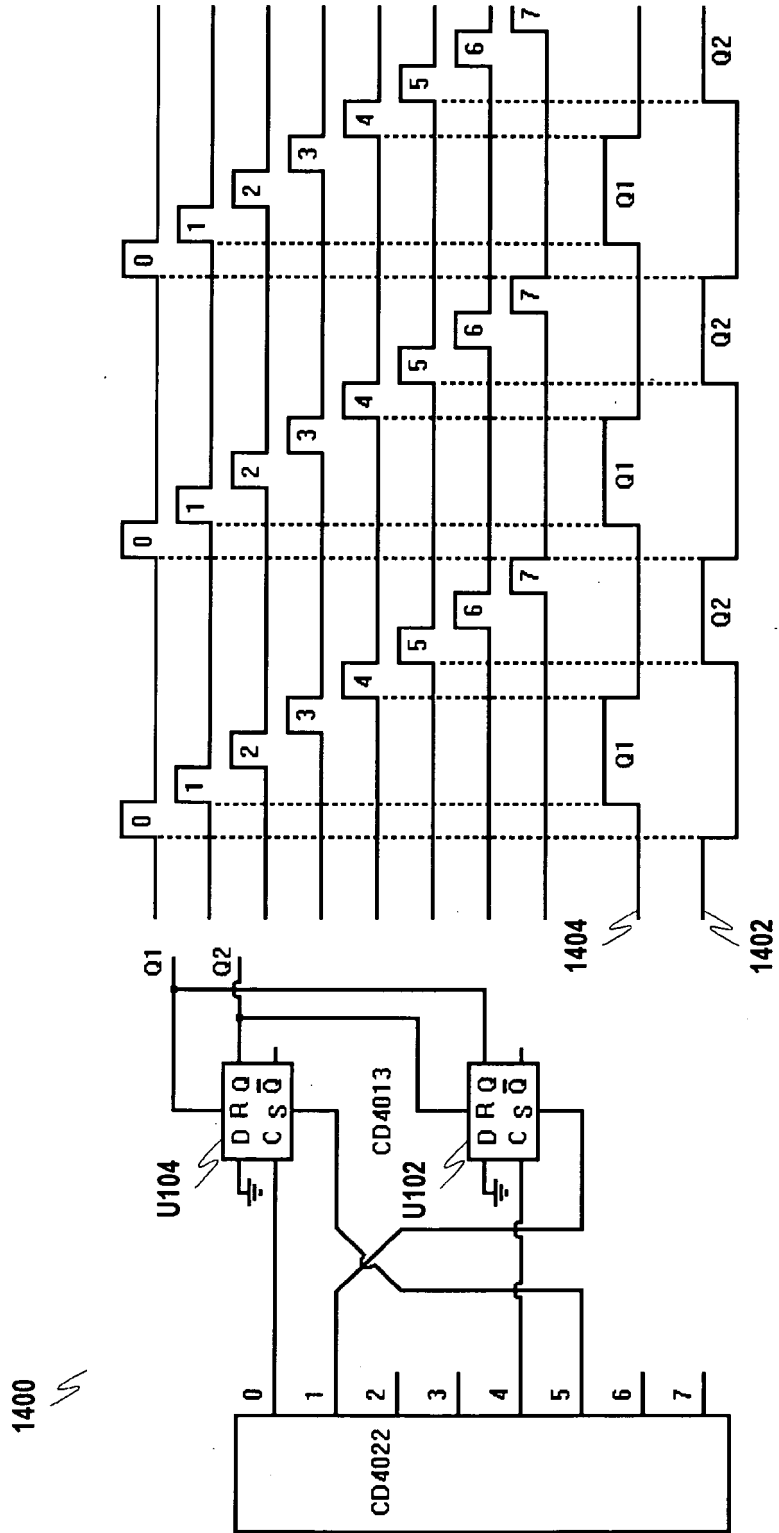 1400
CD4022
0
1
2
3
4
5
6
7
U104
D R Q
C S Q̅
CD4013
U102
D R Q
C S Q̅
Q1
Q2
0 0 0
1 1 1
2 2 2
3 3 3
4 4 4
5 5 5
6 6 6
7 7 7
1404
Q1 Q1 Q1
1402
Q2 Q2 Q2